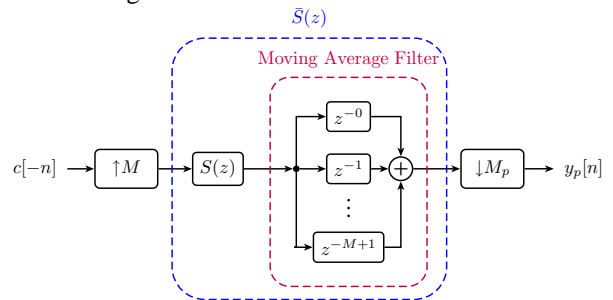 S̄(z)
Moving Average Filter
z⁻⁰
c[−n] ↑M S(z) z⁻¹ + ↓M_p y_p[n]
⋮
z⁻ᴹ⁺¹